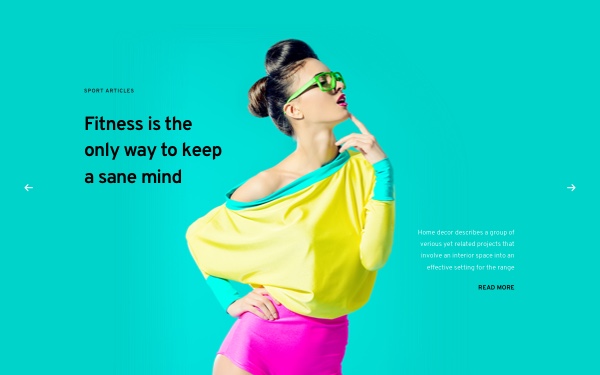 SPORT ARTICLES
Fitness is the
only way to keep
a sane mind
Home decor describes a group of
verious yet related projects that
involve an interior space into an
effective setting for the range
READ MORE